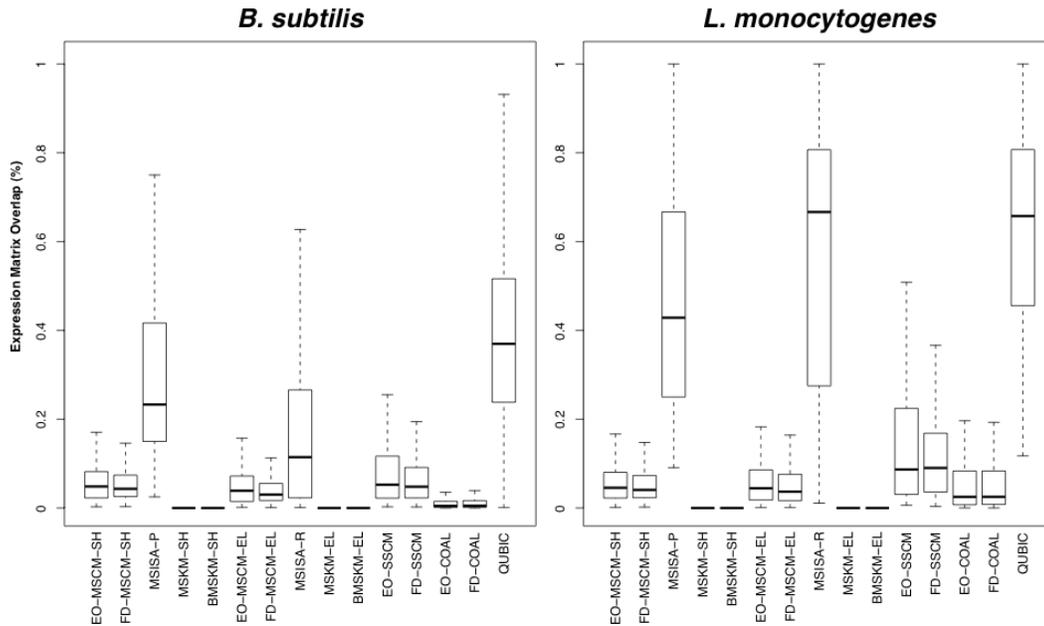 B. subtilis
L. monocytogenes
Expression Matrix Overlap (%)
1
0.8
0.6
0.4
0.2
0
EO−MSCM−SH
FD−MSCM−SH
MSISA−P
MSKM−SH
BMSKM−SH
EO−MSCM−EL
FD−MSCM−EL
MSISA−R
MSKM−EL
BMSKM−EL
EO−SSCM
FD−SSCM
EO−COAL
FD−COAL
QUBIC
1
0.8
0.6
0.4
0.2
0
EO−MSCM−SH
FD−MSCM−SH
MSISA−P
MSKM−SH
BMSKM−SH
EO−MSCM−EL
FD−MSCM−EL
MSISA−R
MSKM−EL
BMSKM−EL
EO−SSCM
FD−SSCM
EO−COAL
FD−COAL
QUBIC